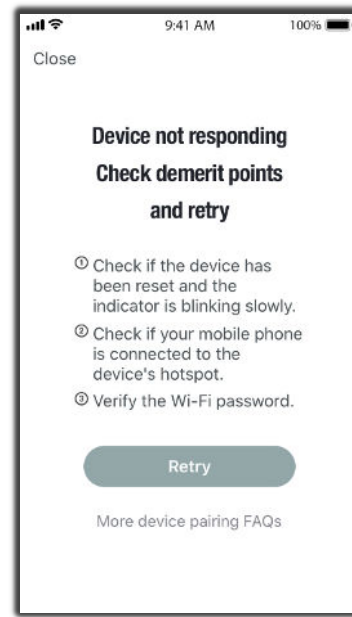 9:41 AM 100%
Close
Device not responding
Check demerit points
and retry
① Check if the device has
been reset and the
indicator is blinking slowly.
② Check if your mobile phone
is connected to the
device's hotspot.
③ Verify the Wi-Fi password.
Retry
More device pairing FAQs